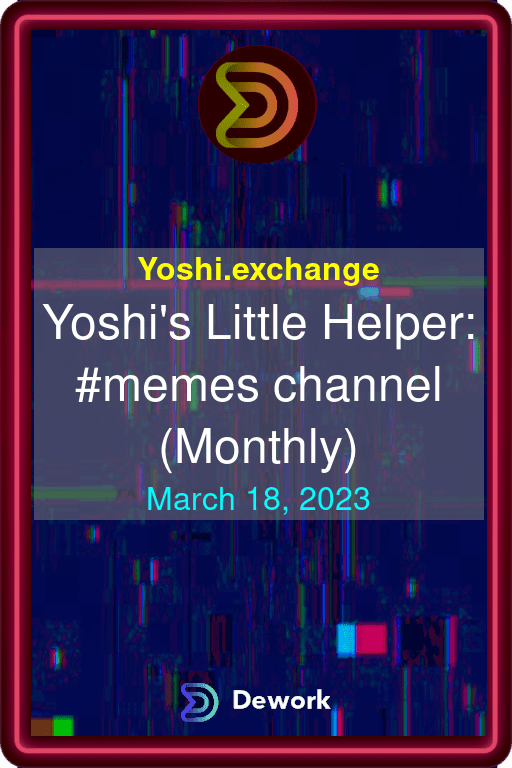 Yoshi.exchange
Yoshi's Little Helper:
#memes channel
(Monthly)
March 18, 2023
Dework